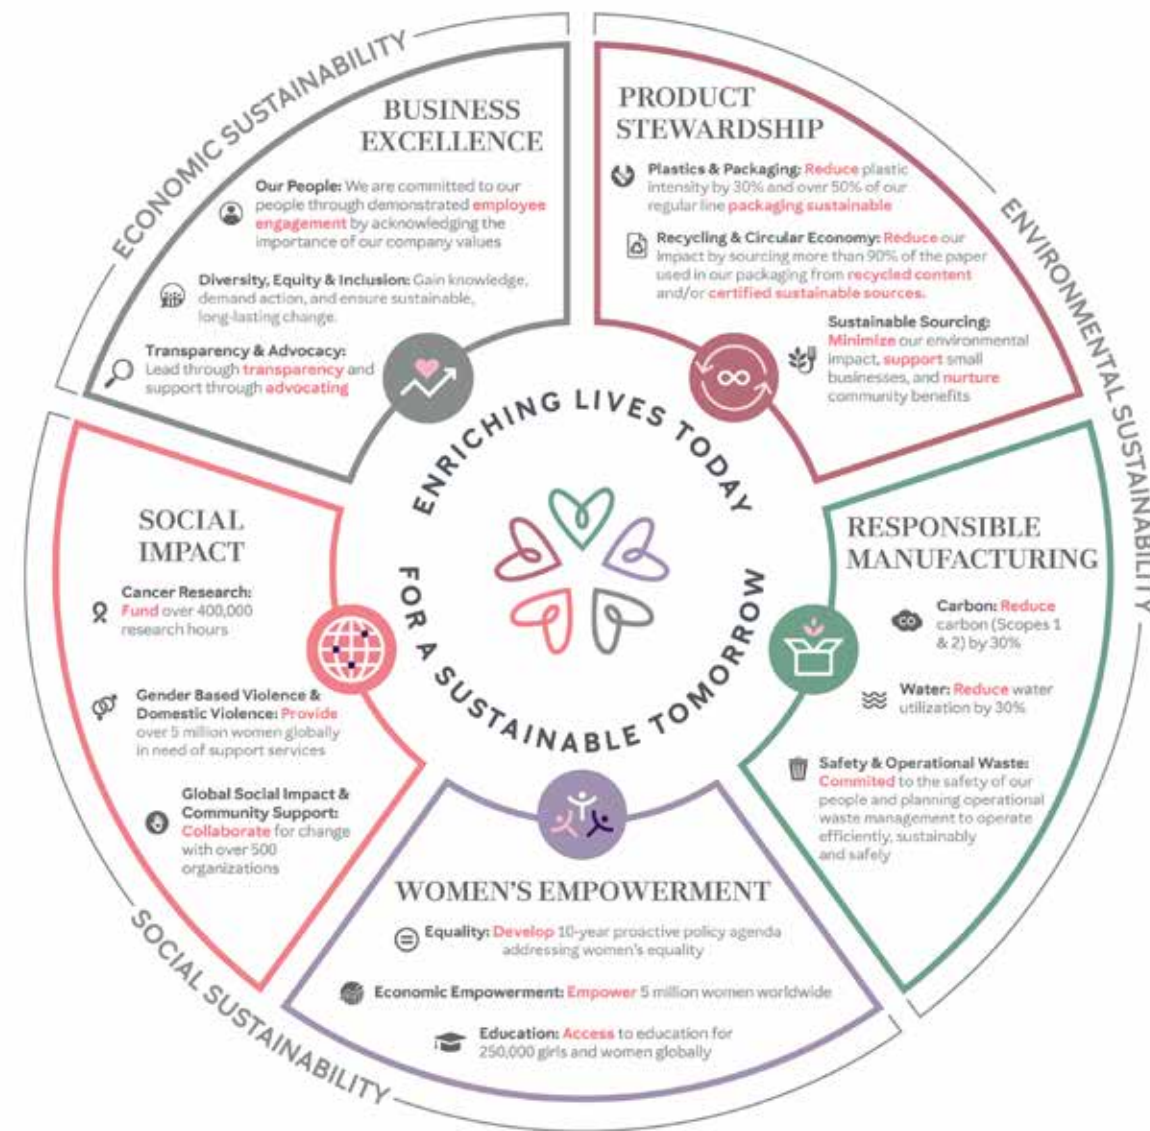 ECONOMIC SUSTAINABILITY
BUSINESS
EXCELLENCE
Our People: We are committed to our
people through demonstrated employee
engagement by acknowledging the
importance of our company values
Diversity, Equity & Inclusion: Gain knowledge,
demand action, and ensure sustainable,
long-lasting change.
Transparency & Advocacy:
Lead through transparency and
support through advocating
ENVIRONMENTAL SUSTAINABILITY
PRODUCT
STEWARDSHIP
Plastics & Packaging: Reduce plastic
intensity by 30% and over 50% of our
regular line packaging sustainable
Recycling & Circular Economy: Reduce our
impact by sourcing more than 90% of the paper
used in our packaging from recycled content
and/or certified sustainable sources.
Sustainable Sourcing:
Minimize our environmental
impact, support small
businesses, and nurture
community benefits
RESPONSIBLE
MANUFACTURING
Carbon: Reduce
carbon (Scopes 1
& 2) by 30%
CO
Water: Reduce water
utilization by 30%
Safety & Operational Waste:
Commited to the safety of our
people and planning operational
waste management to operate
efficiently, sustainably
and safely
ENRICHING LIVES TODAY
FOR A SUSTAINABLE TOMORROW
SOCIAL SUSTAINABILITY
SOCIAL
IMPACT
Cancer Research:
Fund over 400,000
research hours
Gender Based Violence &
Domestic Violence: Provide
over 5 million women globally
in need of support services
Global Social Impact &
Community Support:
Collaborate for change
with over 500
organizations
WOMEN'S EMPOWERMENT
Equality: Develop 10-year proactive policy agenda
addressing women's equality
Economic Empowerment: Empower 5 million women worldwide
Education: Access to education for
250,000 girls and women globally